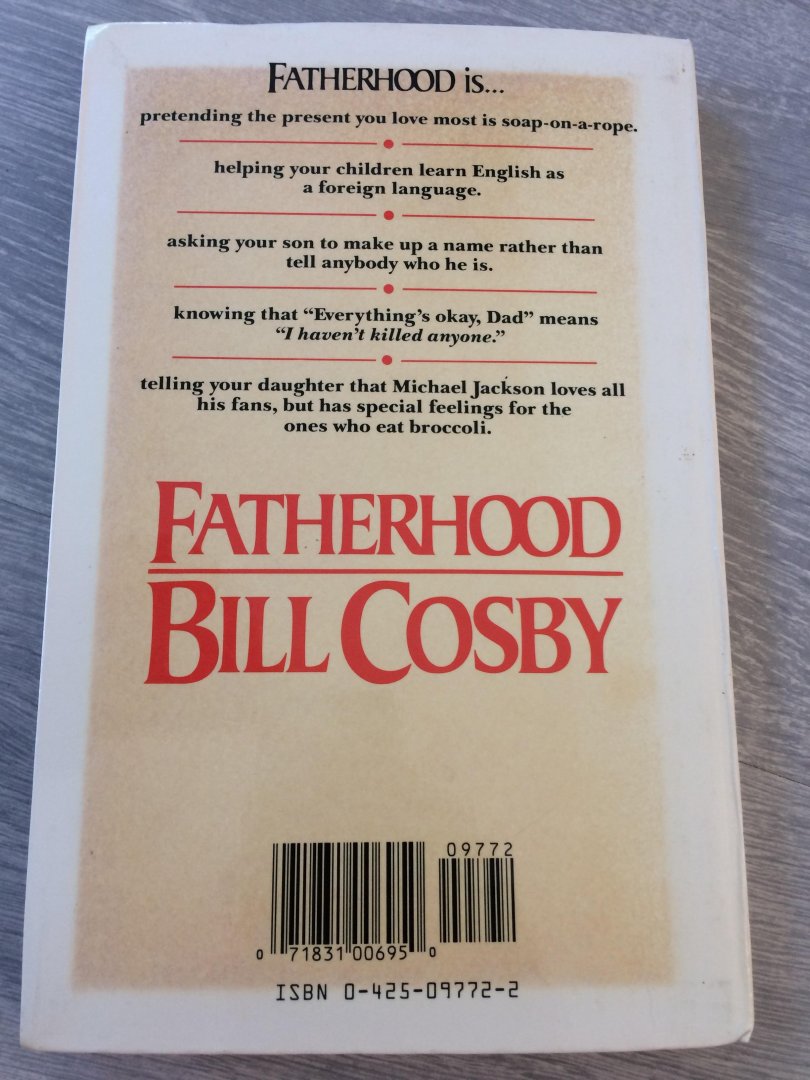 FATHERHOOD is...
pretending the present you love most is soap-on-a-rope.
helping your children learn English as
a foreign language.
asking your son to make up a name rather than
tell anybody who he is.
knowing that “Everything’s okay, Dad” means
“I haven’t killed anyone.”
telling your daughter that Michael Jackson loves all
his fans, but has special feelings for the
ones who eat broccoli.
FATHERHOOD
BILL COSBY
09772
0 71831 00695 0
ISBN 0-425-09772-2